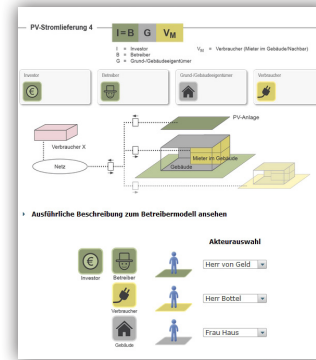 PV-Stromlieferung 4
I=B G VM
I = Investor
B = Betreiber
G = Grund-/Gebäudeeigentümer
VM = Verbraucher (Mieter im Gebäude/Nachbar)
Investor
Betreiber
Grund-/Gebäudeeigentümer
Verbraucher
PV-Anlage
Verbraucher X
Mieter im Gebäude
Gebäude
Netz
Ausführliche Beschreibung zum Betreibermodell ansehen
Akteurauswahl
Investor Betreiber
Herr von Geld
Verbraucher
Herr Bottel
Gebäude
Frau Haus